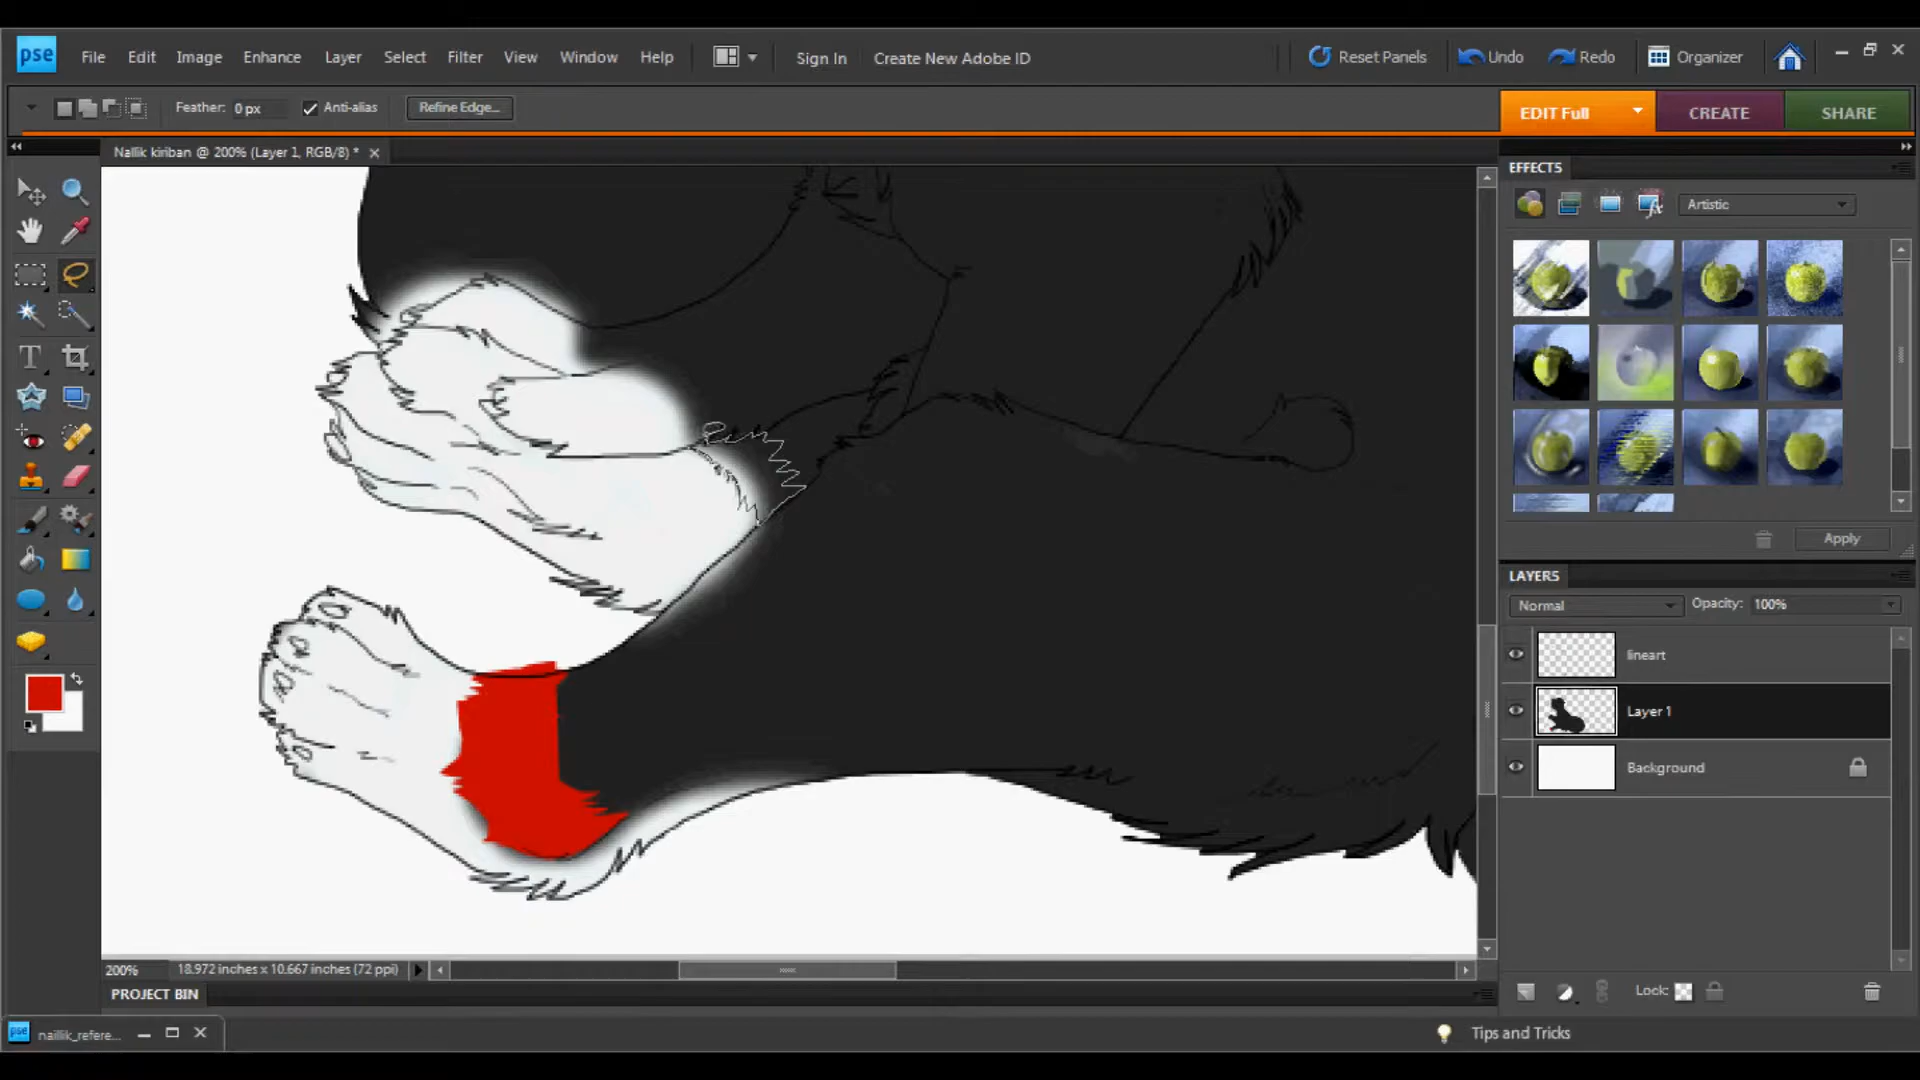 pse File Edit Image Enhance Layer Select Filter View Window Help Sign In Create New Adobe ID Reset Panels Undo Redo Organizer
Feather: 0 px Anti-alias Refine Edge... EDIT Full CREATE SHARE
Nallik kiriban @ 200% (Layer 1, RGB/8) *
EFFECTS
Artistic
Apply
LAYERS
Normal Opacity: 100%
lineart
Layer 1
Background
200% 18.972 inches x 10.667 inches (72 ppi)
Lock:
PROJECT BIN
pse naillik_refere...
Tips and Tricks